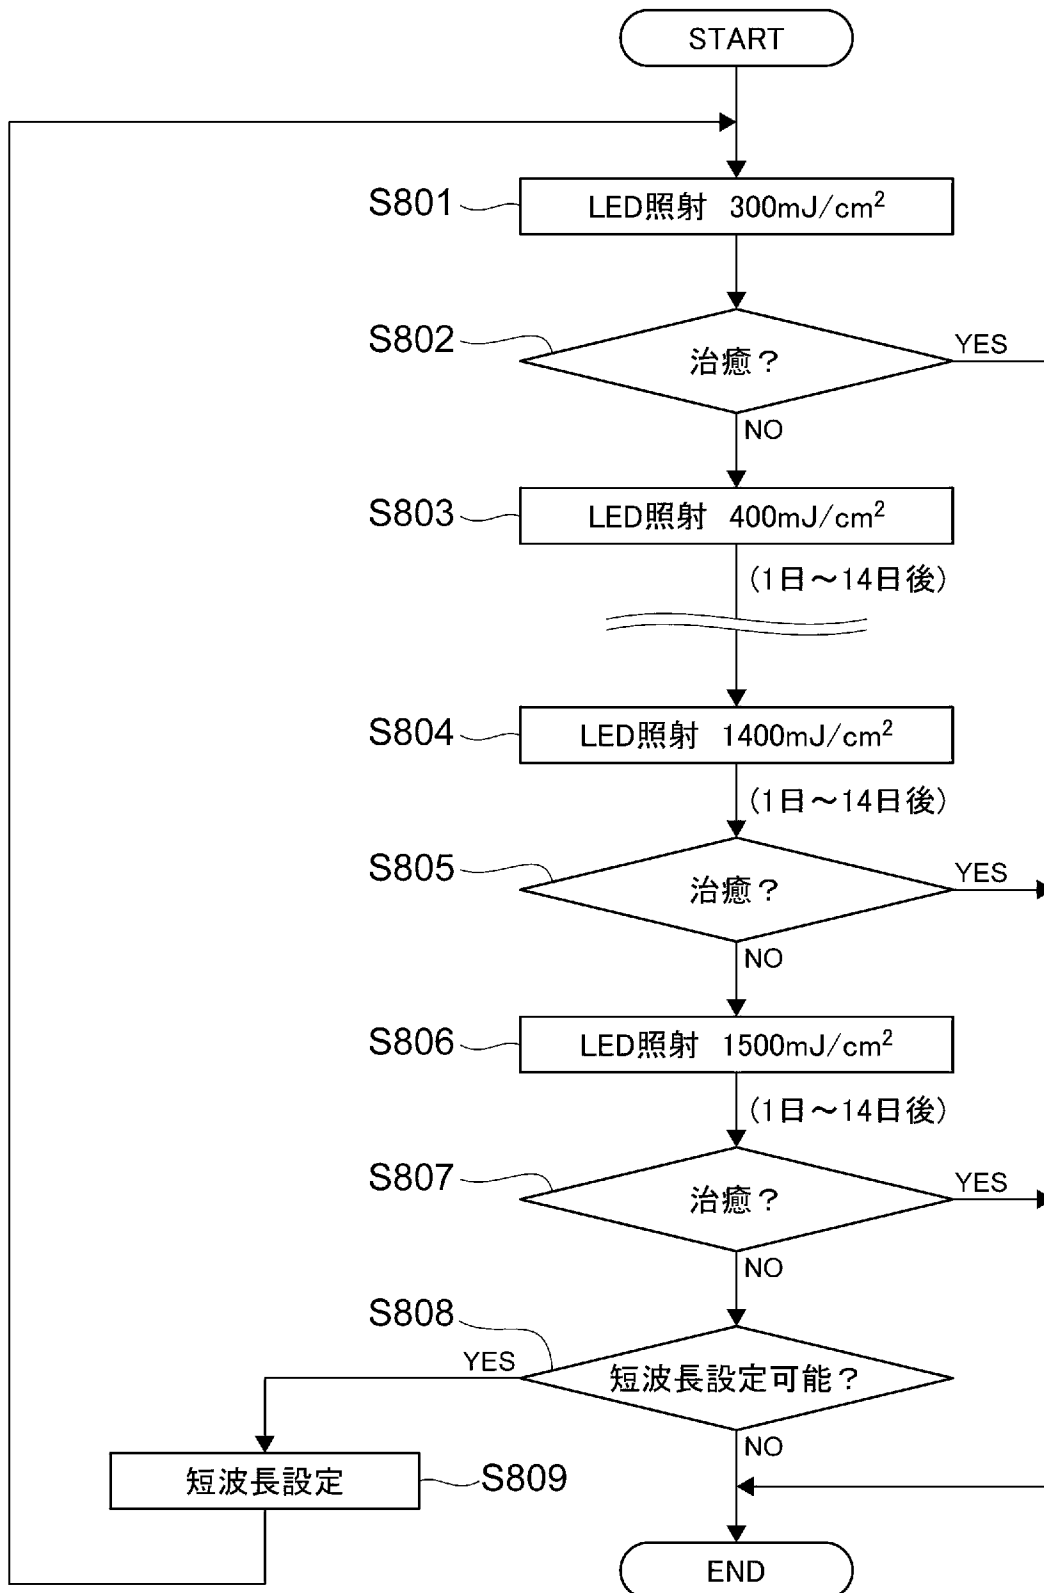 START
S801
LED照射 300mJ/cm²
S802
治癒？
YES
NO
S803
LED照射 400mJ/cm²
(1日～14日後)
S804
LED照射 1400mJ/cm²
(1日～14日後)
S805
治癒？
YES
NO
S806
LED照射 1500mJ/cm²
(1日～14日後)
S807
治癒？
YES
NO
S808
YES
短波長設定可能？
NO
短波長設定
S809
END